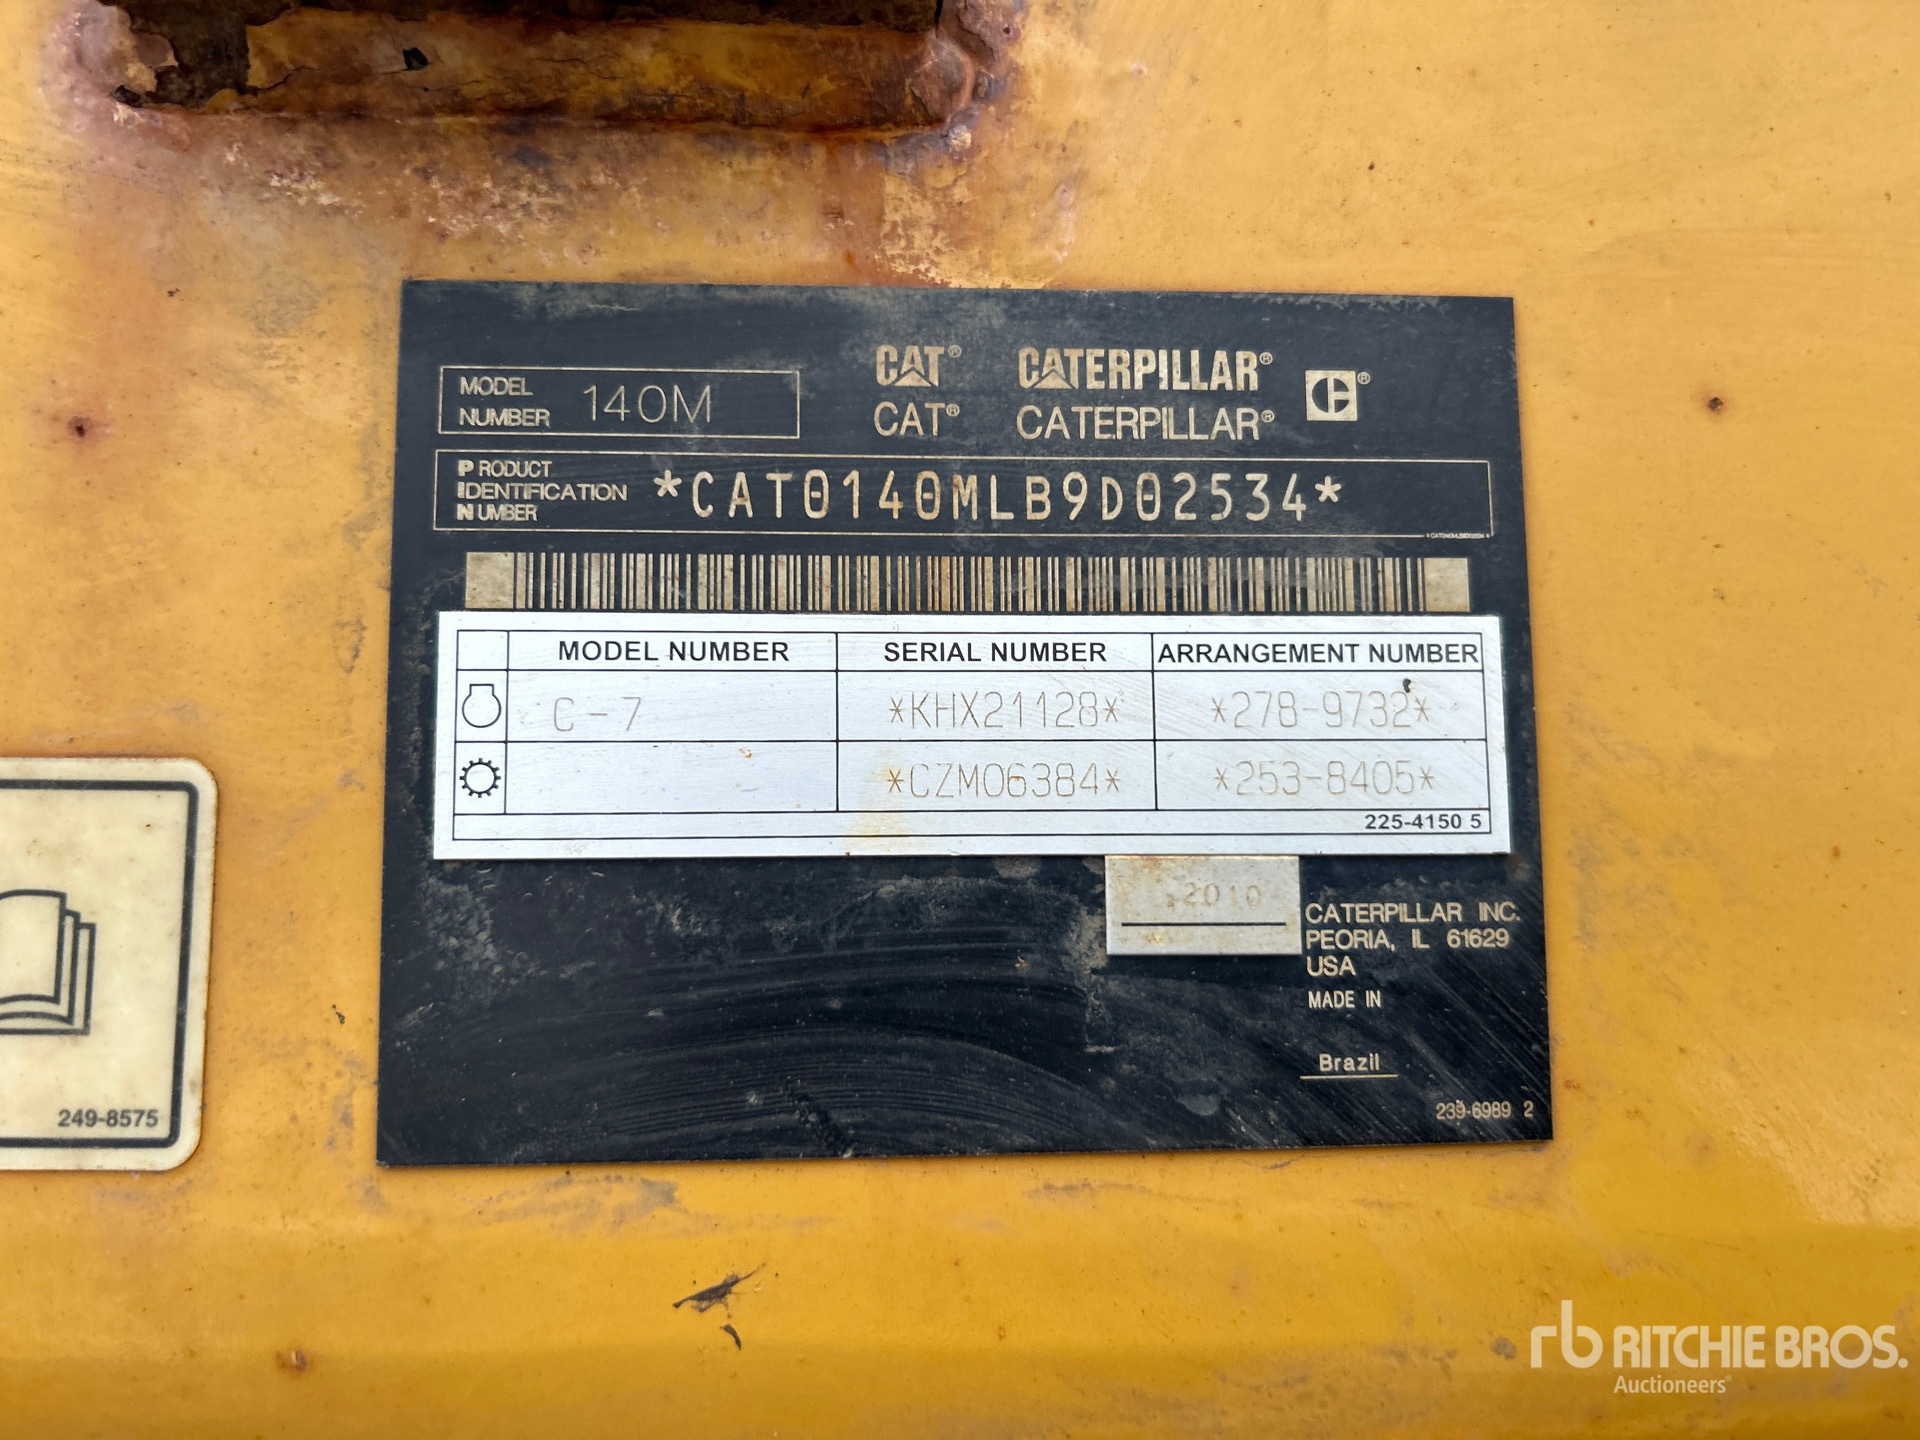 MODEL
NUMBER 140M
CAT® CATERPILLAR®
CAT® CATERPILLAR®
PRODUCT
IDENTIFICATION
NUMBER
*CAT0140MLB9D02534*
*CAT0140MLB9D02534*
MODEL NUMBER SERIAL NUMBER ARRANGEMENT NUMBER
C-7 *KHX21128* *278-9732*
*CZM06384* *253-8405*
225-4150 5
2010
CATERPILLAR INC.
PEORIA, IL 61629
USA
MADE IN
Brazil
239-6989 2
249-8575
rb RITCHIE BROS.
Auctioneers